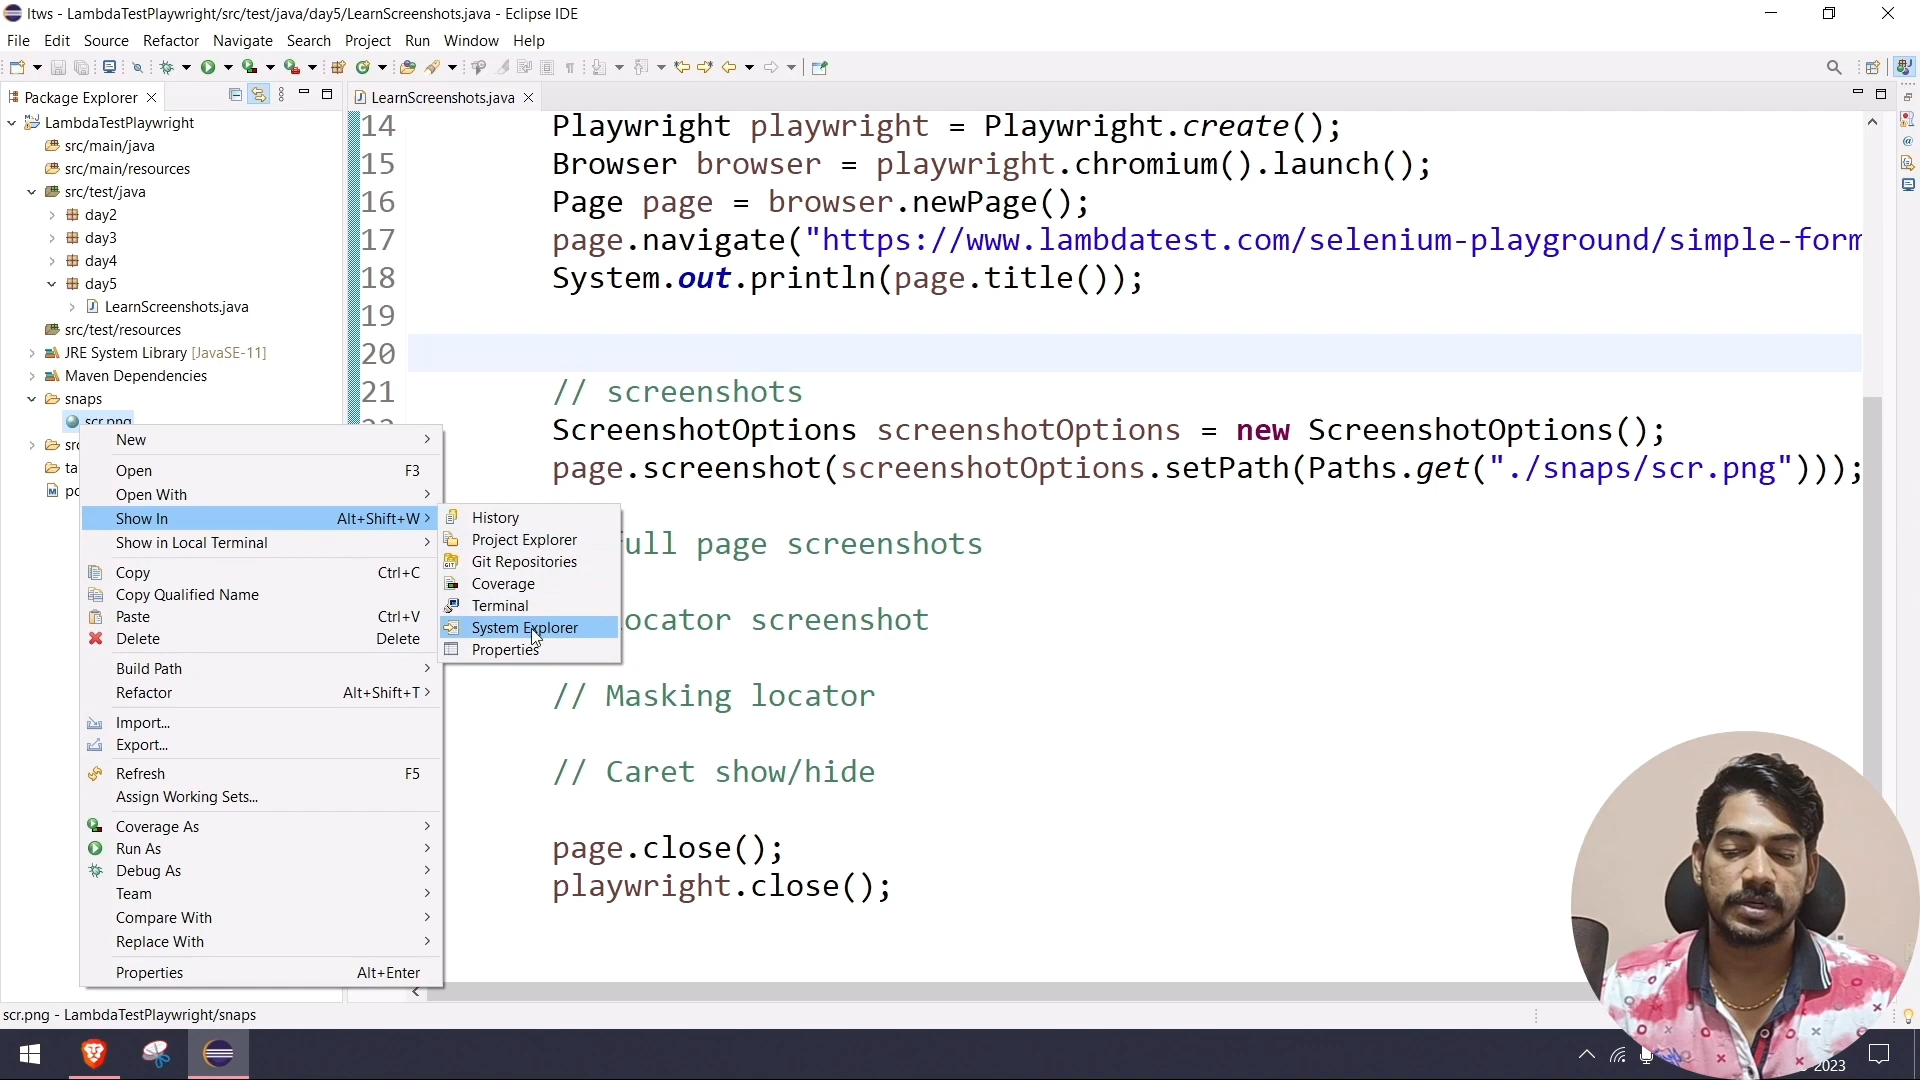 ltws - LambdaTestPlaywright/src/test/java/day5/LearnScreenshots.java - Eclipse IDE
File Edit Source Refactor Navigate Search Project Run Window Help
Package Explorer
LearnScreenshots.java
LambdaTestPlaywright
src/main/java
src/main/resources
src/test/java
day2
day3
day4
day5
LearnScreenshots.java
src/test/resources
JRE System Library [JavaSE-11]
Maven Dependencies
snaps
scr.png
src
ta
po
14 Playwright playwright = Playwright.create();
15 Browser browser = playwright.chromium().launch();
16 Page page = browser.newPage();
17 page.navigate("https://www.lambdatest.com/selenium-playground/simple-form
18 System.out.println(page.title());
19
20
21 // screenshots
ScreenshotOptions screenshotOptions = new ScreenshotOptions();
page.screenshot(screenshotOptions.setPath(Paths.get("./snaps/scr.png")));
full page screenshots
ocator screenshot
// Masking locator
// Caret show/hide
page.close();
playwright.close();
New
Open F3
Open With
Show In Alt+Shift+W
Show in Local Terminal
Copy Ctrl+C
Copy Qualified Name
Paste Ctrl+V
Delete Delete
Build Path
Refactor Alt+Shift+T
Import...
Export...
Refresh F5
Assign Working Sets...
Coverage As
Run As
Debug As
Team
Compare With
Replace With
Properties Alt+Enter
History
Project Explorer
Git Repositories
Coverage
Terminal
System Explorer
Properties
scr.png - LambdaTestPlaywright/snaps
2023